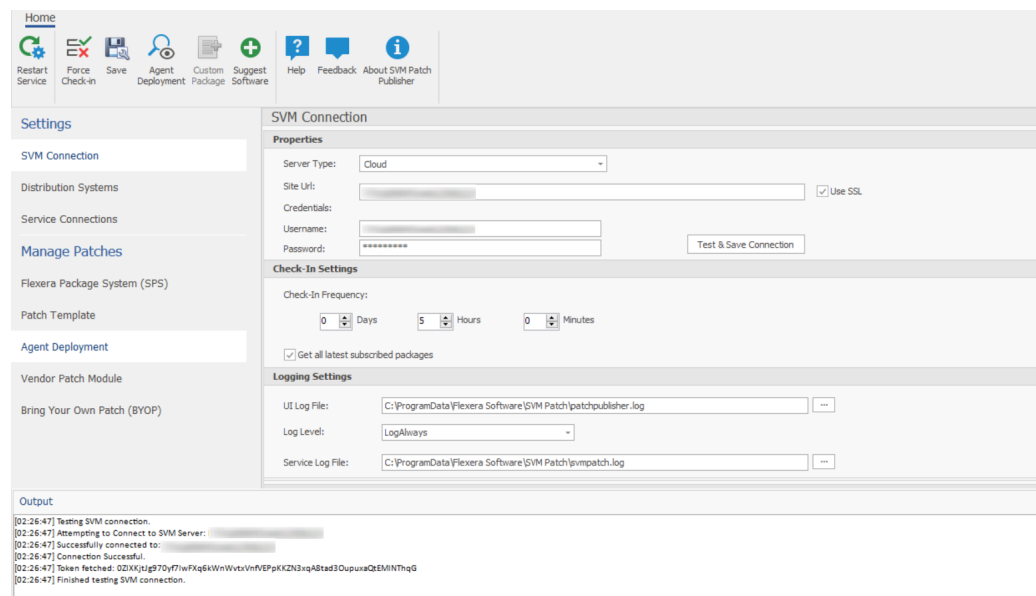 Home
Restart Service
Force Check-in
Save
Agent Deployment
Custom Package
Suggest Software
Help
Feedback
About SVM Patch Publisher
Settings
SVM Connection
Distribution Systems
Service Connections
Manage Patches
Flexera Package System (SPS)
Patch Template
Agent Deployment
Vendor Patch Module
Bring Your Own Patch (BYOP)
SVM Connection
Properties
Server Type: Cloud
Site Url:
Use SSL
Credentials:
Username:
Password: *********
Test & Save Connection
Check-In Settings
Check-In Frequency:
0 Days 5 Hours 0 Minutes
Get all latest subscribed packages
Logging Settings
UI Log File: C:\ProgramData\Flexera Software\SVM Patch\patchpublisher.log ...
Log Level: LogAlways
Service Log File: C:\ProgramData\Flexera Software\SVM Patch\svmpatch.log ...
Output
[02:26:47] Testing SVM connection.
[02:26:47] Attempting to Connect to SVM Server:
[02:26:47] Successfully connected to:
[02:26:47] Connection Successful.
[02:26:47] Token fetched:
[02:26:47] Finished testing SVM connection.